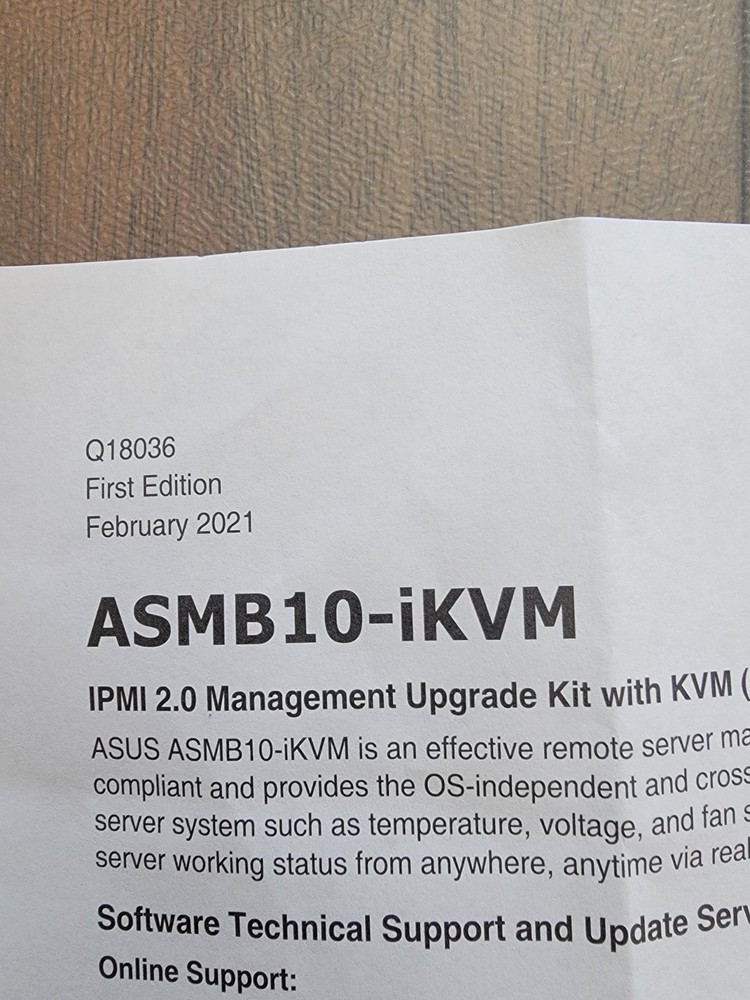 Q18036
First Edition
February 2021
ASMB10-iKVM
IPMI 2.0 Management Upgrade Kit with KVM (
ASUS ASMB10-iKVM is an effective remote server
compliant and provides the OS-independent and
server system such as temperature, voltage, and fan
server working status from anywhere, anytime via
Software Technical Support and Update
Online Support: